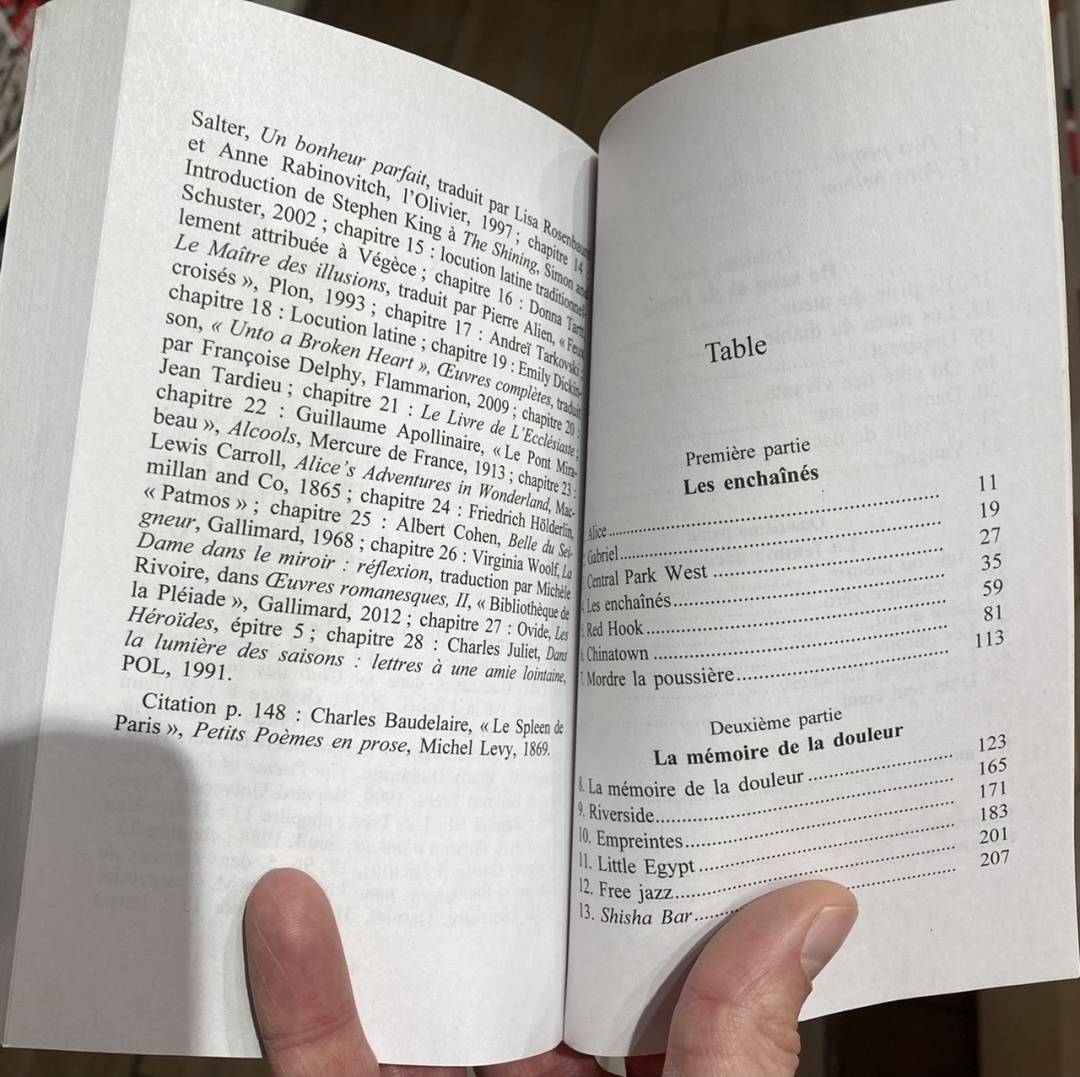 Salter, Un bonheur parfait, traduit par Lisa Rosenbaum
et Anne Rabinovitch, l'Olivier, 1997 ; chapitre 14 :
Introduction de Stephen King à The Shining, Simon and
Schuster, 2002 ; chapitre 15 : locution latine traditionnel-
lement attribuée à Végèce ; chapitre 16 : Donna Tartt,
Le Maître des illusions, traduit par Pierre Alien, « Feux
croisés », Plon, 1993 ; chapitre 17 : Andreï Tarkovski ;
chapitre 18 : Locution latine ; chapitre 19 : Emily Dickin-
son, « Unto a Broken Heart », Œuvres complètes, traduit
par Françoise Delphy, Flammarion, 2009 ; chapitre 20 :
Jean Tardieu ; chapitre 21 : Le Livre de L'Ecclésiaste ;
chapitre 22 : Guillaume Apollinaire, « Le Pont Mira-
beau », Alcools, Mercure de France, 1913 ; chapitre 23 :
Lewis Carroll, Alice's Adventures in Wonderland, Mac-
millan and Co, 1865 ; chapitre 24 : Friedrich Hölderlin,
« Patmos » ; chapitre 25 : Albert Cohen, Belle du Sei-
gneur, Gallimard, 1968 ; chapitre 26 : Virginia Woolf, La
Dame dans le miroir : réflexion, traduction par Michèle
Rivoire, dans Œuvres romanesques, II, « Bibliothèque de
la Pléiade », Gallimard, 2012 ; chapitre 27 : Ovide, Les
Héroïdes, épitre 5 ; chapitre 28 : Charles Juliet, Dans
la lumière des saisons : lettres à une amie lointaine,
POL, 1991.
Citation p. 148 : Charles Baudelaire, « Le Spleen de
Paris », Petits Poèmes en prose, Michel Levy, 1869.
Table
Première partie
Les enchaînés
Alice 11
Gabriel 19
Central Park West 27
Les enchaînés 35
Red Hook 59
Chinatown 81
7. Mordre la poussière 113
Deuxième partie
La mémoire de la douleur
8. La mémoire de la douleur 123
9. Riverside 165
10. Empreintes 171
11. Little Egypt 183
12. Free jazz 201
13. Shisha Bar 207